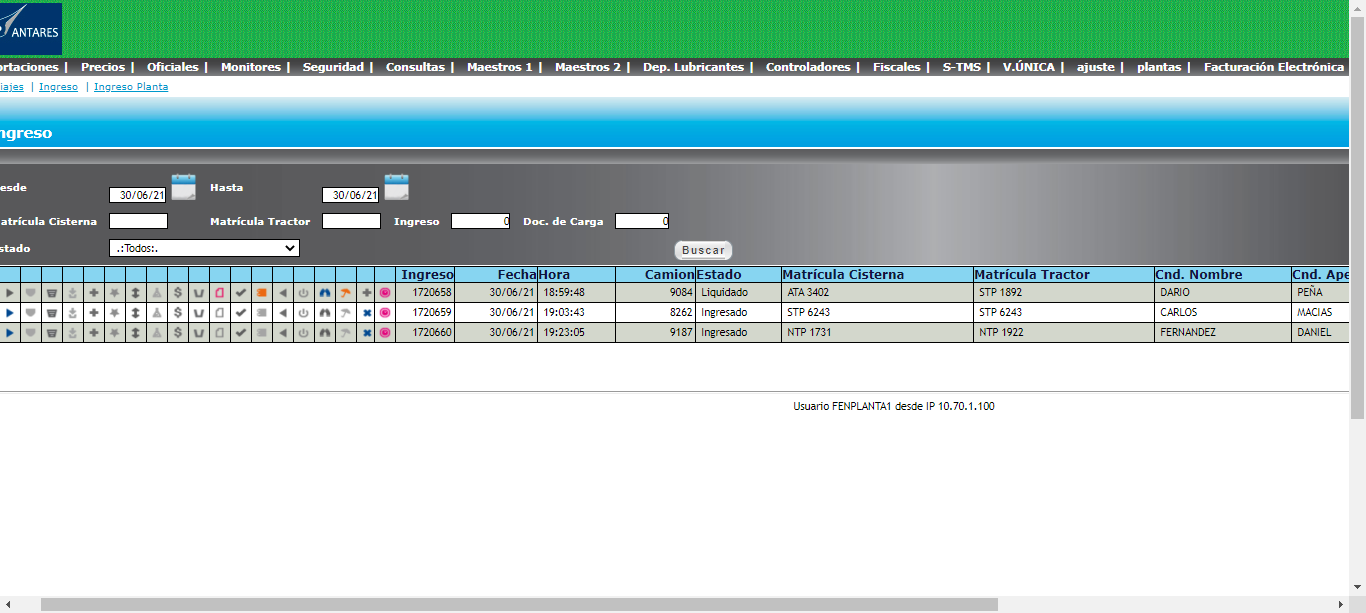 ANTARES
ortaciones | Precios | Oficiales | Monitores | Seguridad | Consultas | Maestros 1 | Maestros 2 | Dep. Lubricantes | Controladores | Fiscales | S-TMS | V.ÚNICA | ajuste | plantas | Facturación Electrónica
iajes | Ingreso | Ingreso Planta
ngreso
esde 30/06/21 Hasta 30/06/21
atrícula Cisterna Matrícula Tractor Ingreso 0 Doc. de Carga 0
stado .:Todos:. Buscar
Ingreso Fecha Hora Camion Estado Matrícula Cisterna Matrícula Tractor Cnd. Nombre Cnd. Ape
1720658 30/06/21 18:59:48 9084 Liquidado ATA 3402 STP 1892 DARIO PEÑA
1720659 30/06/21 19:03:43 8262 Ingresado STP 6243 STP 6243 CARLOS MACIAS
1720660 30/06/21 19:23:05 9187 Ingresado NTP 1731 NTP 1922 FERNANDEZ DANIEL
Usuario FENPLANTA1 desde IP 10.70.1.100